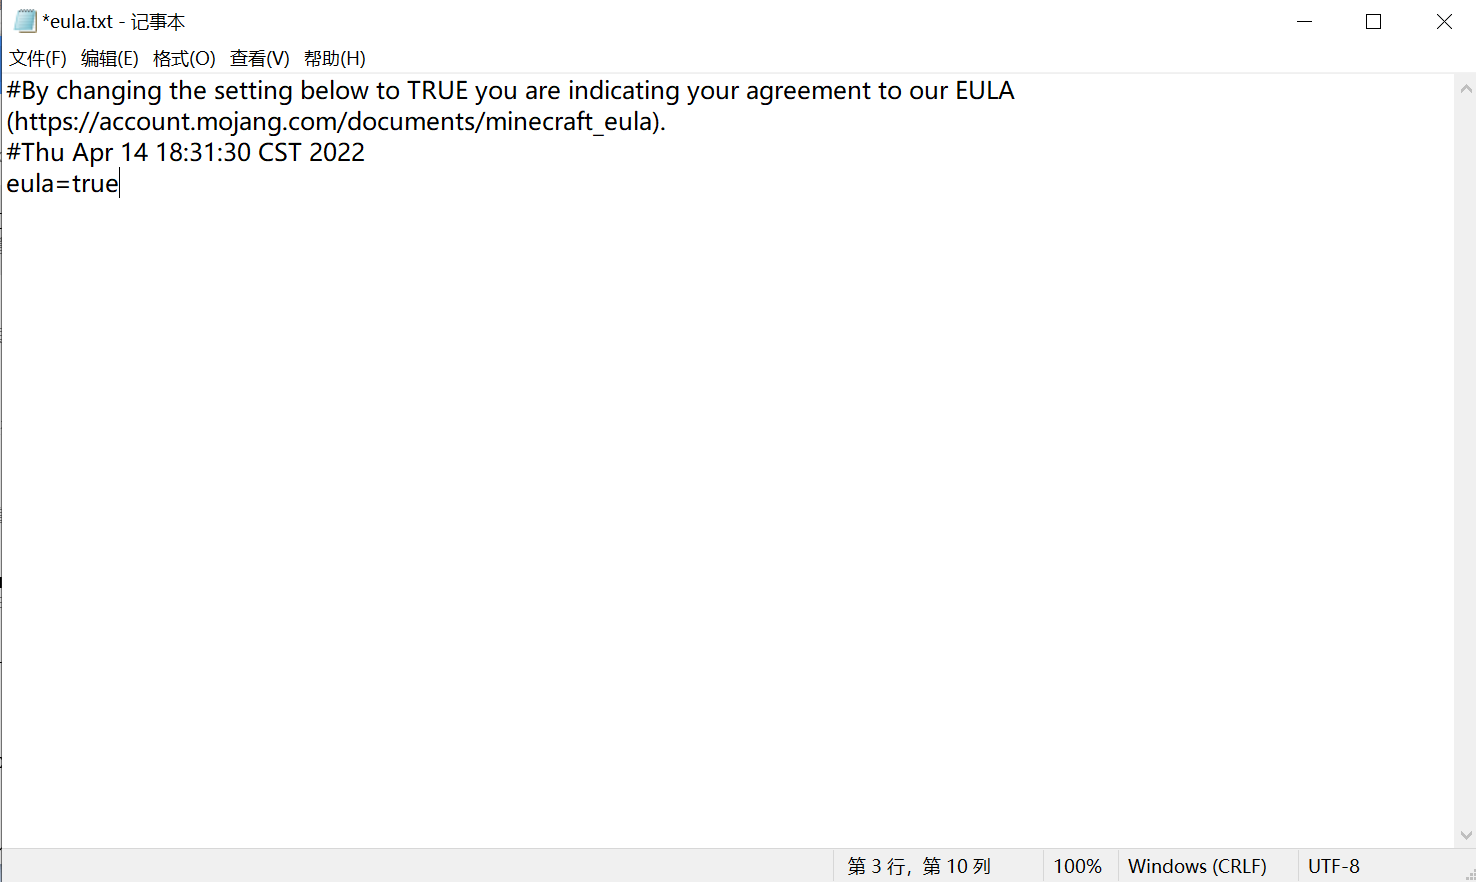 *eula.txt - 记事本
文件(F) 编辑(E) 格式(O) 查看(V) 帮助(H)
#By changing the setting below to TRUE you are indicating your agreement to our EULA
(https://account.mojang.com/documents/minecraft_eula).
#Thu Apr 14 18:31:30 CST 2022
eula=true
第 3 行，第 10 列 100% Windows (CRLF) UTF-8